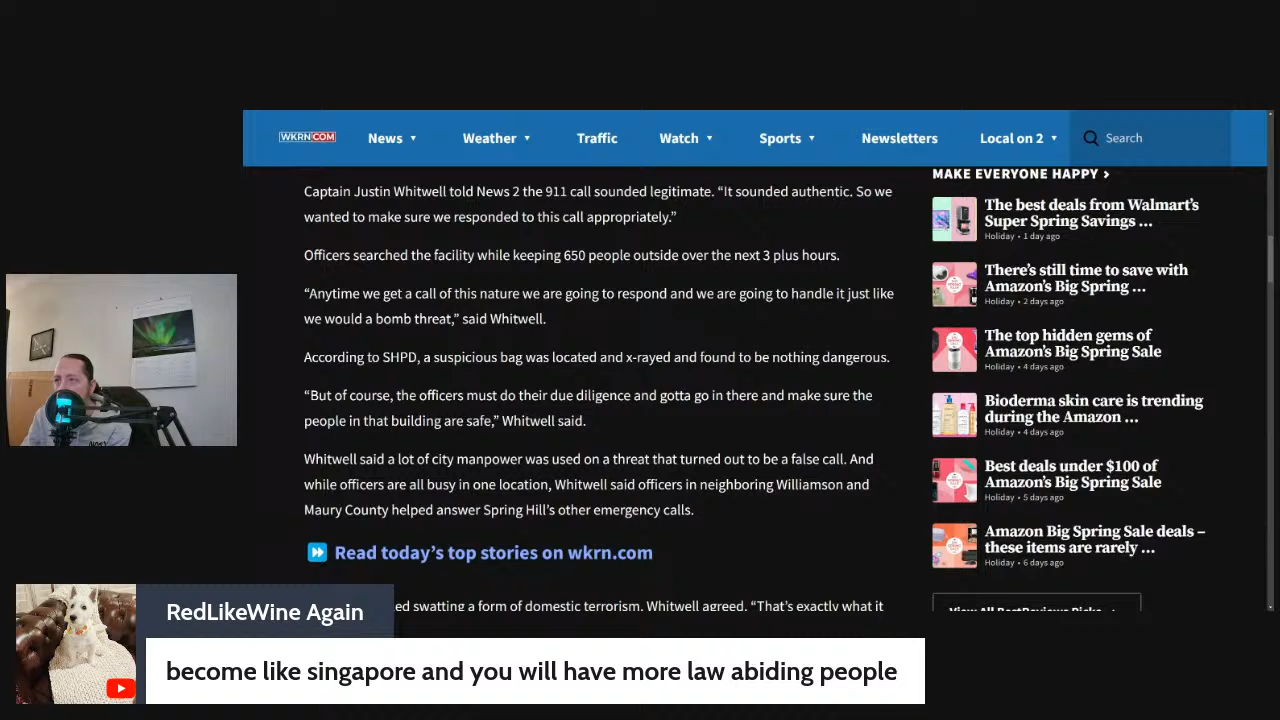 WKRN.COM
News ▼ Weather ▼ Traffic Watch ▼ Sports ▼ Newsletters Local on 2 ▼ Search
Captain Justin Whitwell told News 2 the 911 call sounded legitimate. “It sounded authentic. So we
wanted to make sure we responded to this call appropriately.”
Officers searched the facility while keeping 650 people outside over the next 3 plus hours.
“Anytime we get a call of this nature we are going to respond and we are going to handle it just like
we would a bomb threat,” said Whitwell.
According to SHPD, a suspicious bag was located and x-rayed and found to be nothing dangerous.
“But of course, the officers must do their due diligence and gotta go in there and make sure the
people in that building are safe,” Whitwell said.
Whitwell said a lot of city manpower was used on a threat that turned out to be a false call. And
while officers are all busy in one location, Whitwell said officers in neighboring Williamson and
Maury County helped answer Spring Hill’s other emergency calls.
Read today’s top stories on wkrn.com
ed swatting a form of domestic terrorism. Whitwell agreed. “That’s exactly what it
MAKE EVERYONE HAPPY ›
The best deals from Walmart’s
Super Spring Savings …
Holiday • 1 day ago
There’s still time to save with
Amazon’s Big Spring …
Holiday • 2 days ago
The top hidden gems of
Amazon’s Big Spring Sale
Holiday • 4 days ago
Bioderma skin care is trending
during the Amazon …
Holiday • 4 days ago
Best deals under $100 of
Amazon’s Big Spring Sale
Holiday • 5 days ago
Amazon Big Spring Sale deals –
these items are rarely …
Holiday • 6 days ago
View All BestReviews Picks
RedLikeWine Again
become like singapore and you will have more law abiding people